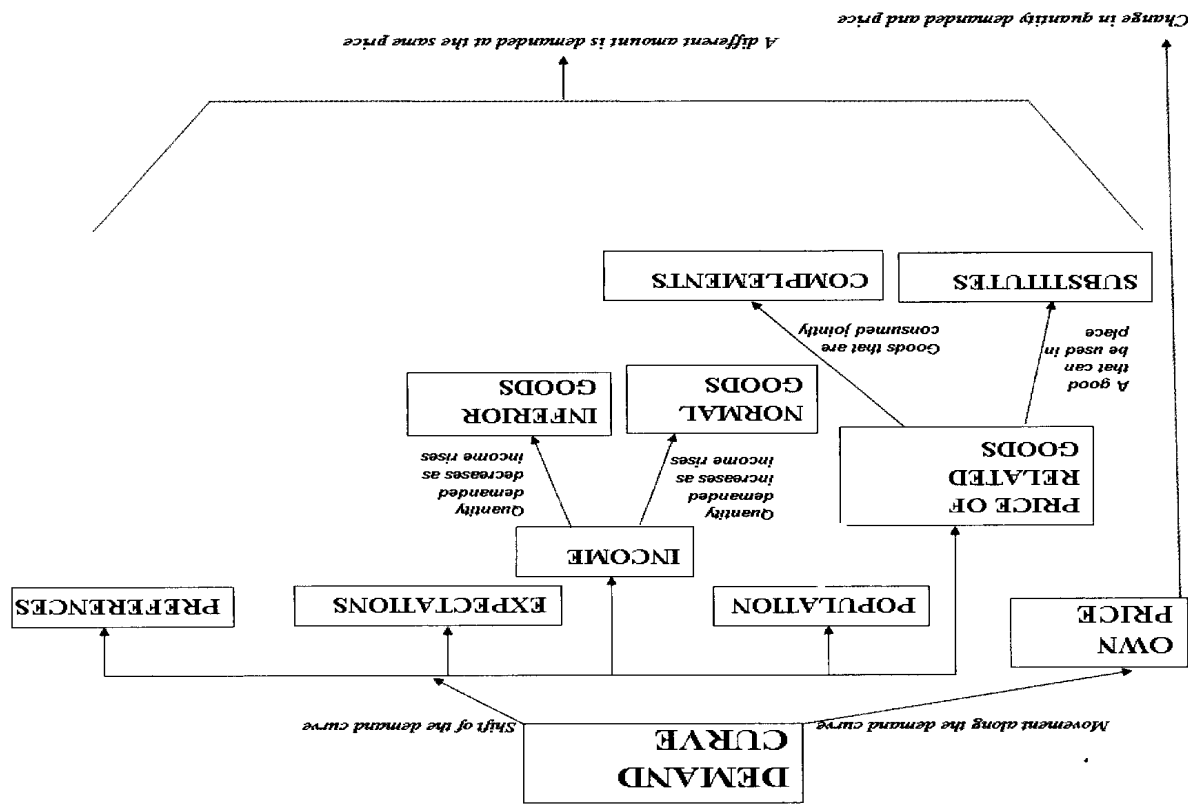 DEMAND
CURVE
Movement along the demand curve
Shift of the demand curve
OWN
PRICE
POPULATION
EXPECTATIONS
PREFERENCES
INCOME
PRICE OF
RELATED
GOODS
Quantity
demanded
increases as
income rises
Quantity
demanded
decreases as
income rises
NORMAL
GOODS
INFERIOR
GOODS
A good
that can
be used in
place
Goods that are
consumed jointly
SUBSTITUTES
COMPLEMENTS
A different amount is demanded at the same price
Change in quantity demanded and price